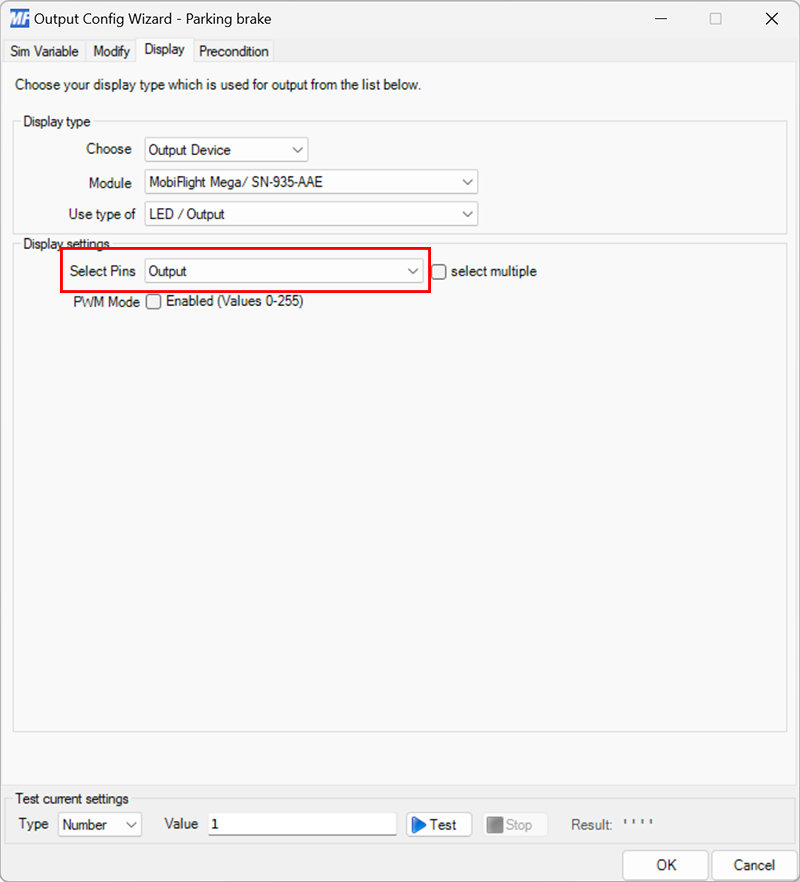 MF Output Config Wizard - Parking brake
Sim Variable Modify Display Precondition
Choose your display type which is used for output from the list below.
Display type
Choose Output Device
Module MobiFlight Mega/ SN-935-AAE
Use type of LED / Output
Display settings
Select Pins Output select multiple
PWM Mode Enabled (Values 0-255)
Test current settings
Type Number Value 1 Test Stop Result: ' ' ' '
OK Cancel